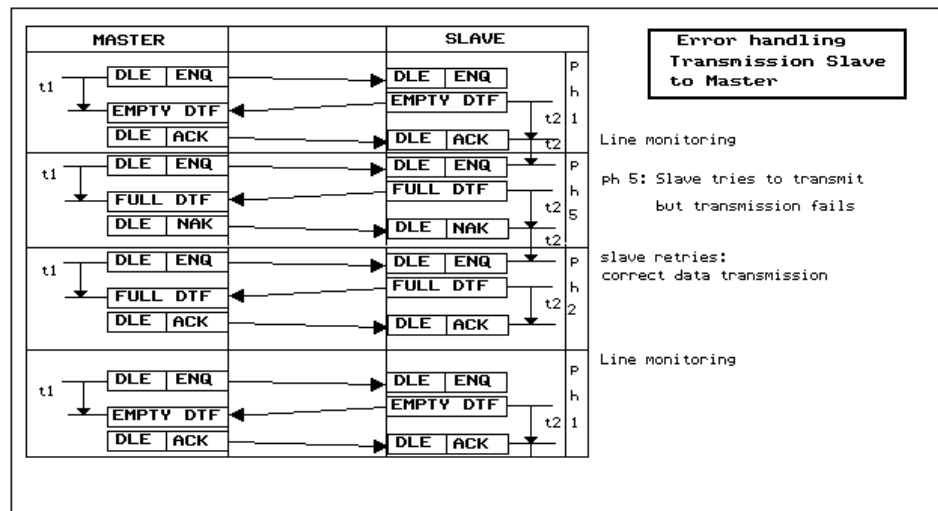 MASTER SLAVE
Error handling
Transmission Slave
to Master
t1 DLE ENQ DLE ENQ P
h
1
EMPTY DTF EMPTY DTF t2
DLE ACK DLE ACK t2
Line monitoring
t1 DLE ENQ DLE ENQ P
h
5
FULL DTF FULL DTF t2
DLE NAK DLE NAK t2
ph 5: Slave tries to transmit
but transmission fails
t1 DLE ENQ DLE ENQ P
h
2
FULL DTF FULL DTF t2
DLE ACK DLE ACK
slave retries:
correct data transmission
Line monitoring
t1 DLE ENQ DLE ENQ P
h
1
EMPTY DTF EMPTY DTF t2
DLE ACK DLE ACK